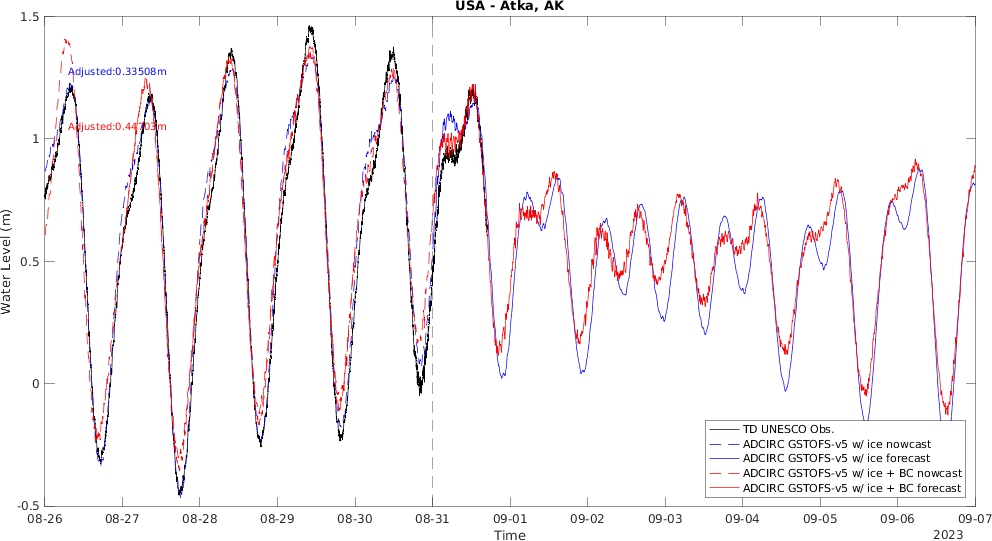 USA - Atka, AK
1.5
1
0.5
0
-0.5
Water Level (m)
Adjusted:0.33508m
Adjusted:0.44703m
TD UNESCO Obs.
ADCIRC GSTOFS-v5 w/ ice nowcast
ADCIRC GSTOFS-v5 w/ ice forecast
ADCIRC GSTOFS-v5 w/ ice + BC nowcast
ADCIRC GSTOFS-v5 w/ ice + BC forecast
08-26 08-27 08-28 08-29 08-30 08-31 09-01 09-02 09-03 09-04 09-05 09-06 09-07
Time
2023